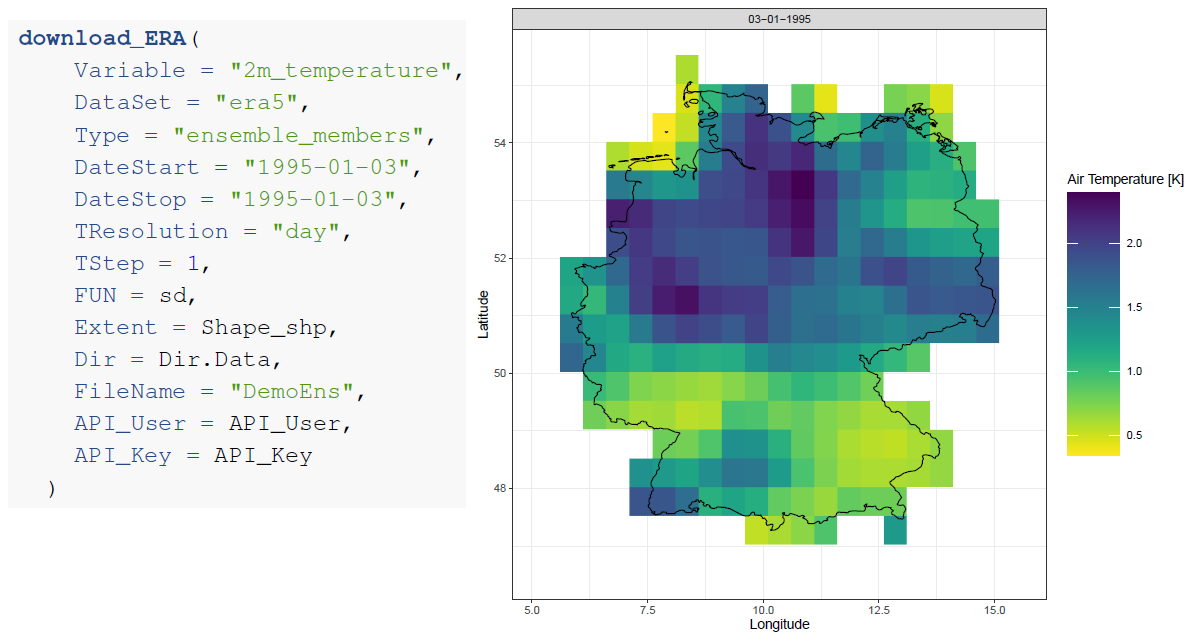 download_ERA(
Variable = "2m_temperature",
DataSet = "era5",
Type = "ensemble_members",
DateStart = "1995-01-03",
DateStop = "1995-01-03",
TResolution = "day",
TStep = 1,
FUN = sd,
Extent = Shape_shp,
Dir = Dir.Data,
FileName = "DemoEns",
API_User = API_User,
API_Key = API_Key
)
03−01−1995
Latitude
54
52
50
48
5.0 7.5 10.0 12.5 15.0
Longitude
Air Temperature [K]
2.0
1.5
1.0
0.5